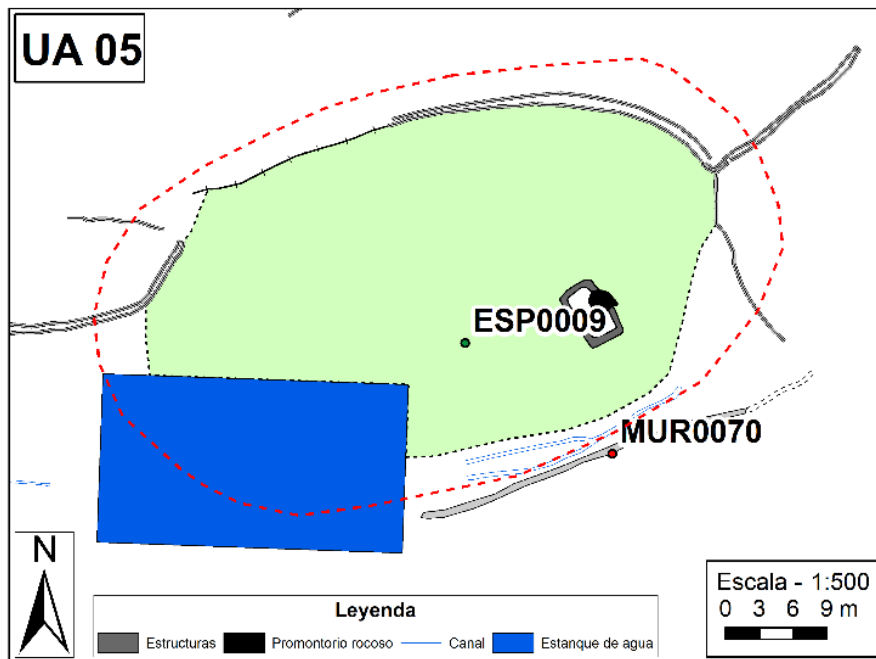 UA 05
ESP0009
MUR0070
N
Escala - 1:500
0 3 6 9 m
Leyenda
Estructuras Promontorio rocoso Canal Estanque de agua